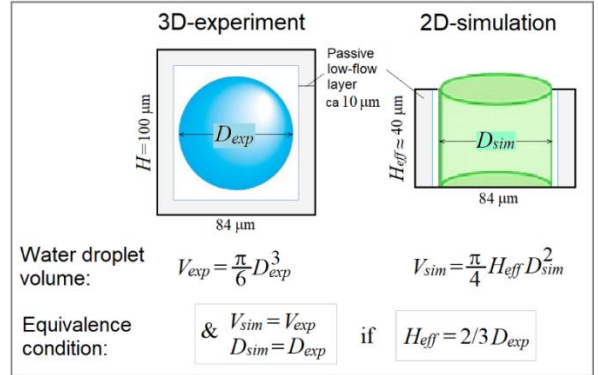 3D-experiment
2D-simulation
Passive
low-flow
layer
ca 10 μm
H=100 μm
D_exp
84 μm
H_eff ≈ 40 μm
D_sim
84 μm
Water droplet
volume:
V_exp = π/6 D_exp^3
V_sim = π/4 H_eff D_sim^2
Equivalence
condition:
& V_sim = V_exp
D_sim = D_exp
if
H_eff = 2/3 D_exp